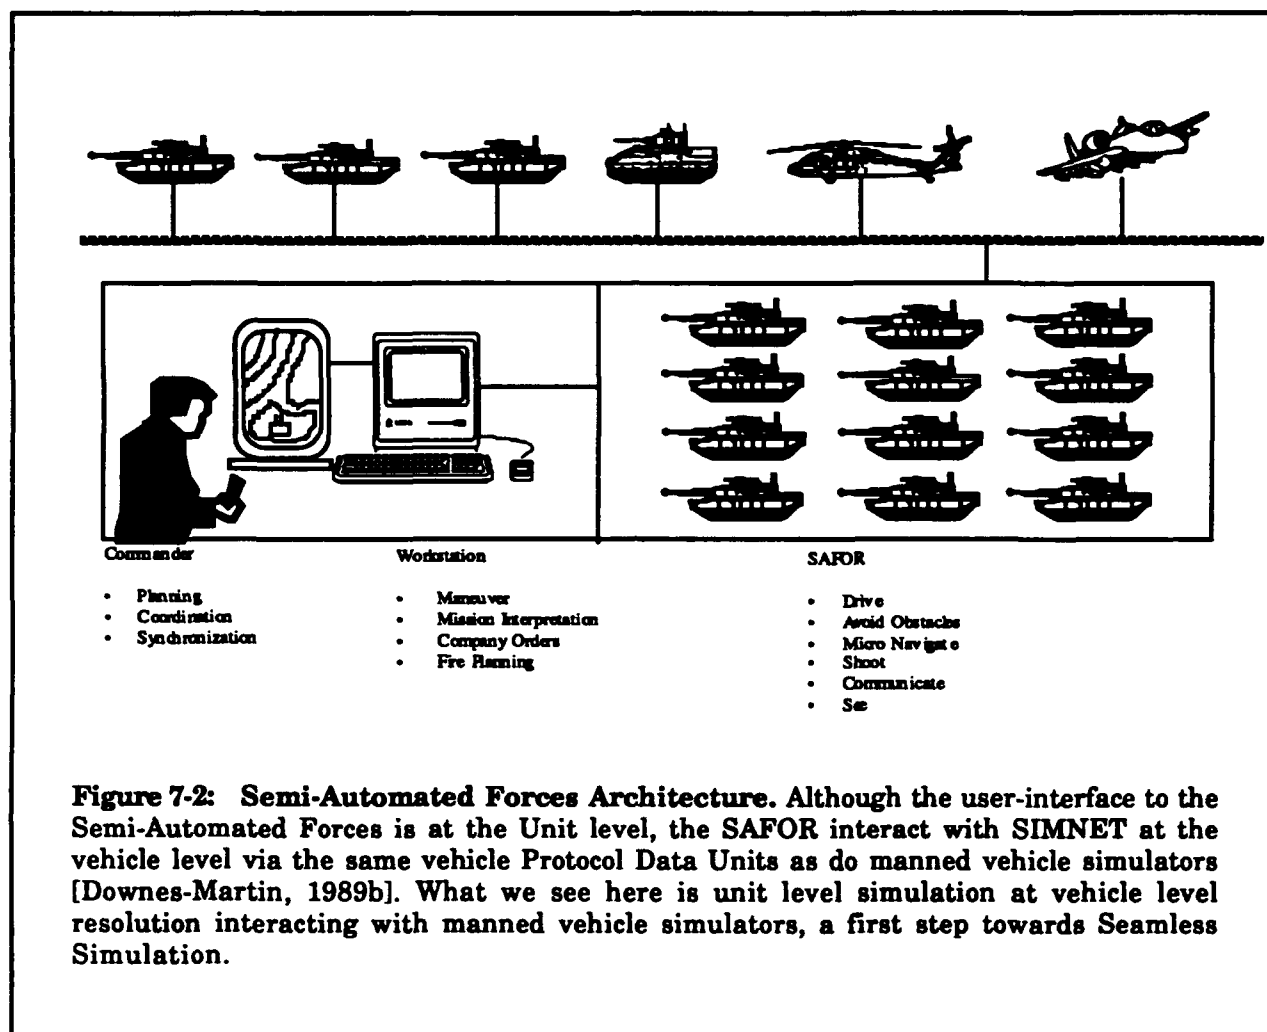 Commander
• Planning
• Coordination
• Synchronization
Workstation
• Maneuver
• Mission Interpretation
• Company Orders
• Fire Planning
SAFOR
• Drive
• Avoid Obstacles
• Micro Navigate
• Shoot
• Communicate
• See
Figure 7-2: Semi-Automated Forces Architecture. Although the user-interface to the
Semi-Automated Forces is at the Unit level, the SAFOR interact with SIMNET at the
vehicle level via the same vehicle Protocol Data Units as do manned vehicle simulators
[Downes-Martin, 1989b]. What we see here is unit level simulation at vehicle level
resolution interacting with manned vehicle simulators, a first step towards Seamless
Simulation.